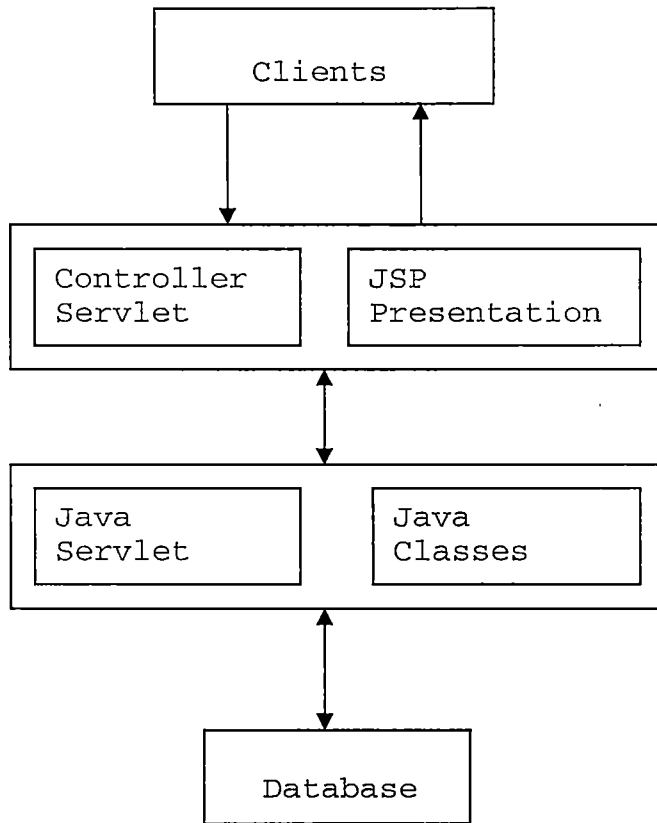 Clients
Controller
Servlet
JSP
Presentation
Java
Servlet
Java
Classes
Database